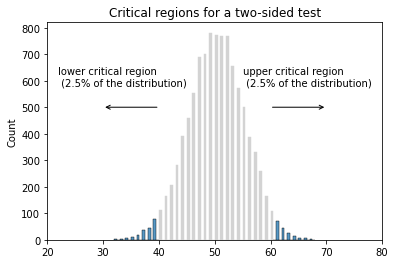 Critical regions for a two-sided test
800
700
600
500
400
300
200
100
0
Count
lower critical region
(2.5% of the distribution)
upper critical region
(2.5% of the distribution)
20 30 40 50 60 70 80